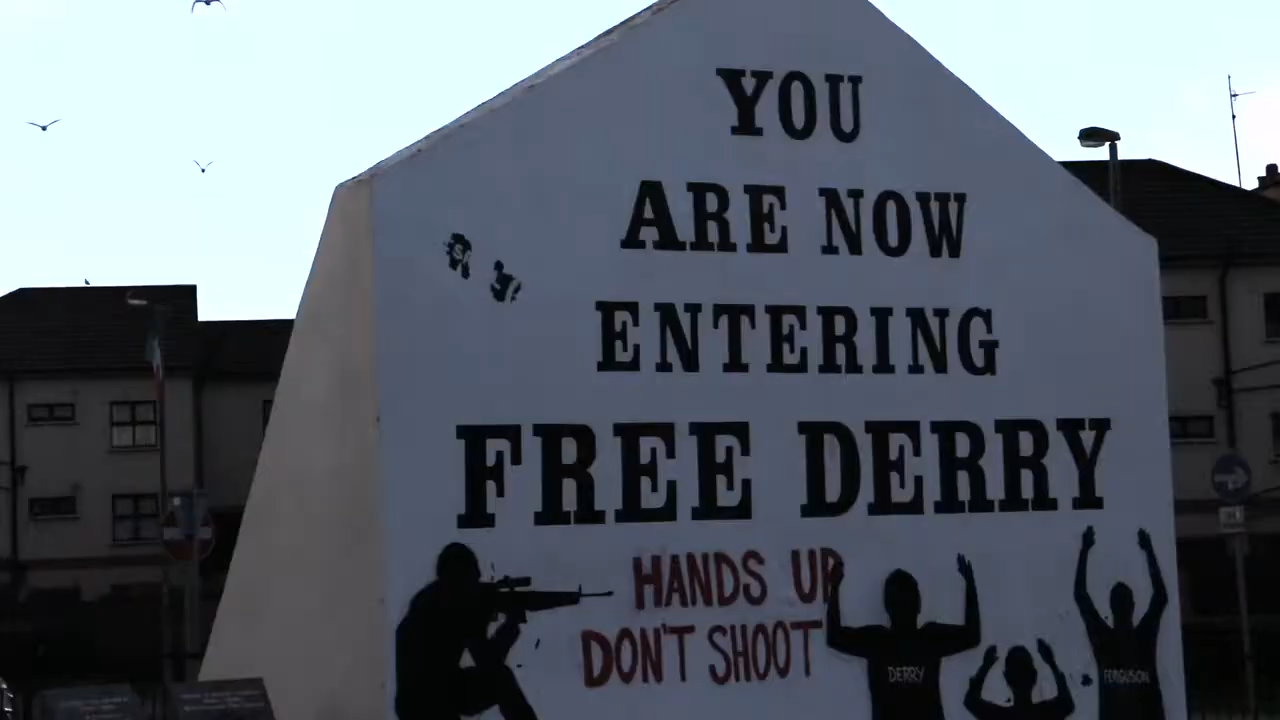 YOU
ARE NOW
ENTERING
FREE DERRY
HANDS UP
DON'T SHOOT
DERRY
FERGUSON